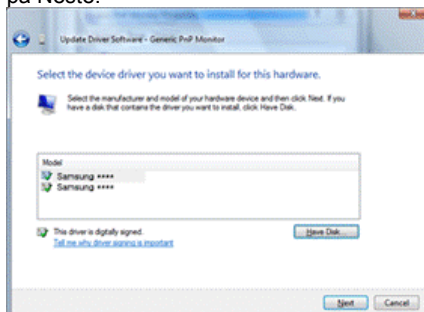 på Neste.
Update Driver Software - Generic PnP Monitor
Select the device driver you want to install for this hardware.
Select the manufacturer and model of your hardware device and then click Next. If you
have a disk that contains the driver you want to install, click Have Disk.
Model
Samsung ****
Samsung ****
This driver is digitally signed.
Have Disk...
Tell me why driver signing is important
Next Cancel